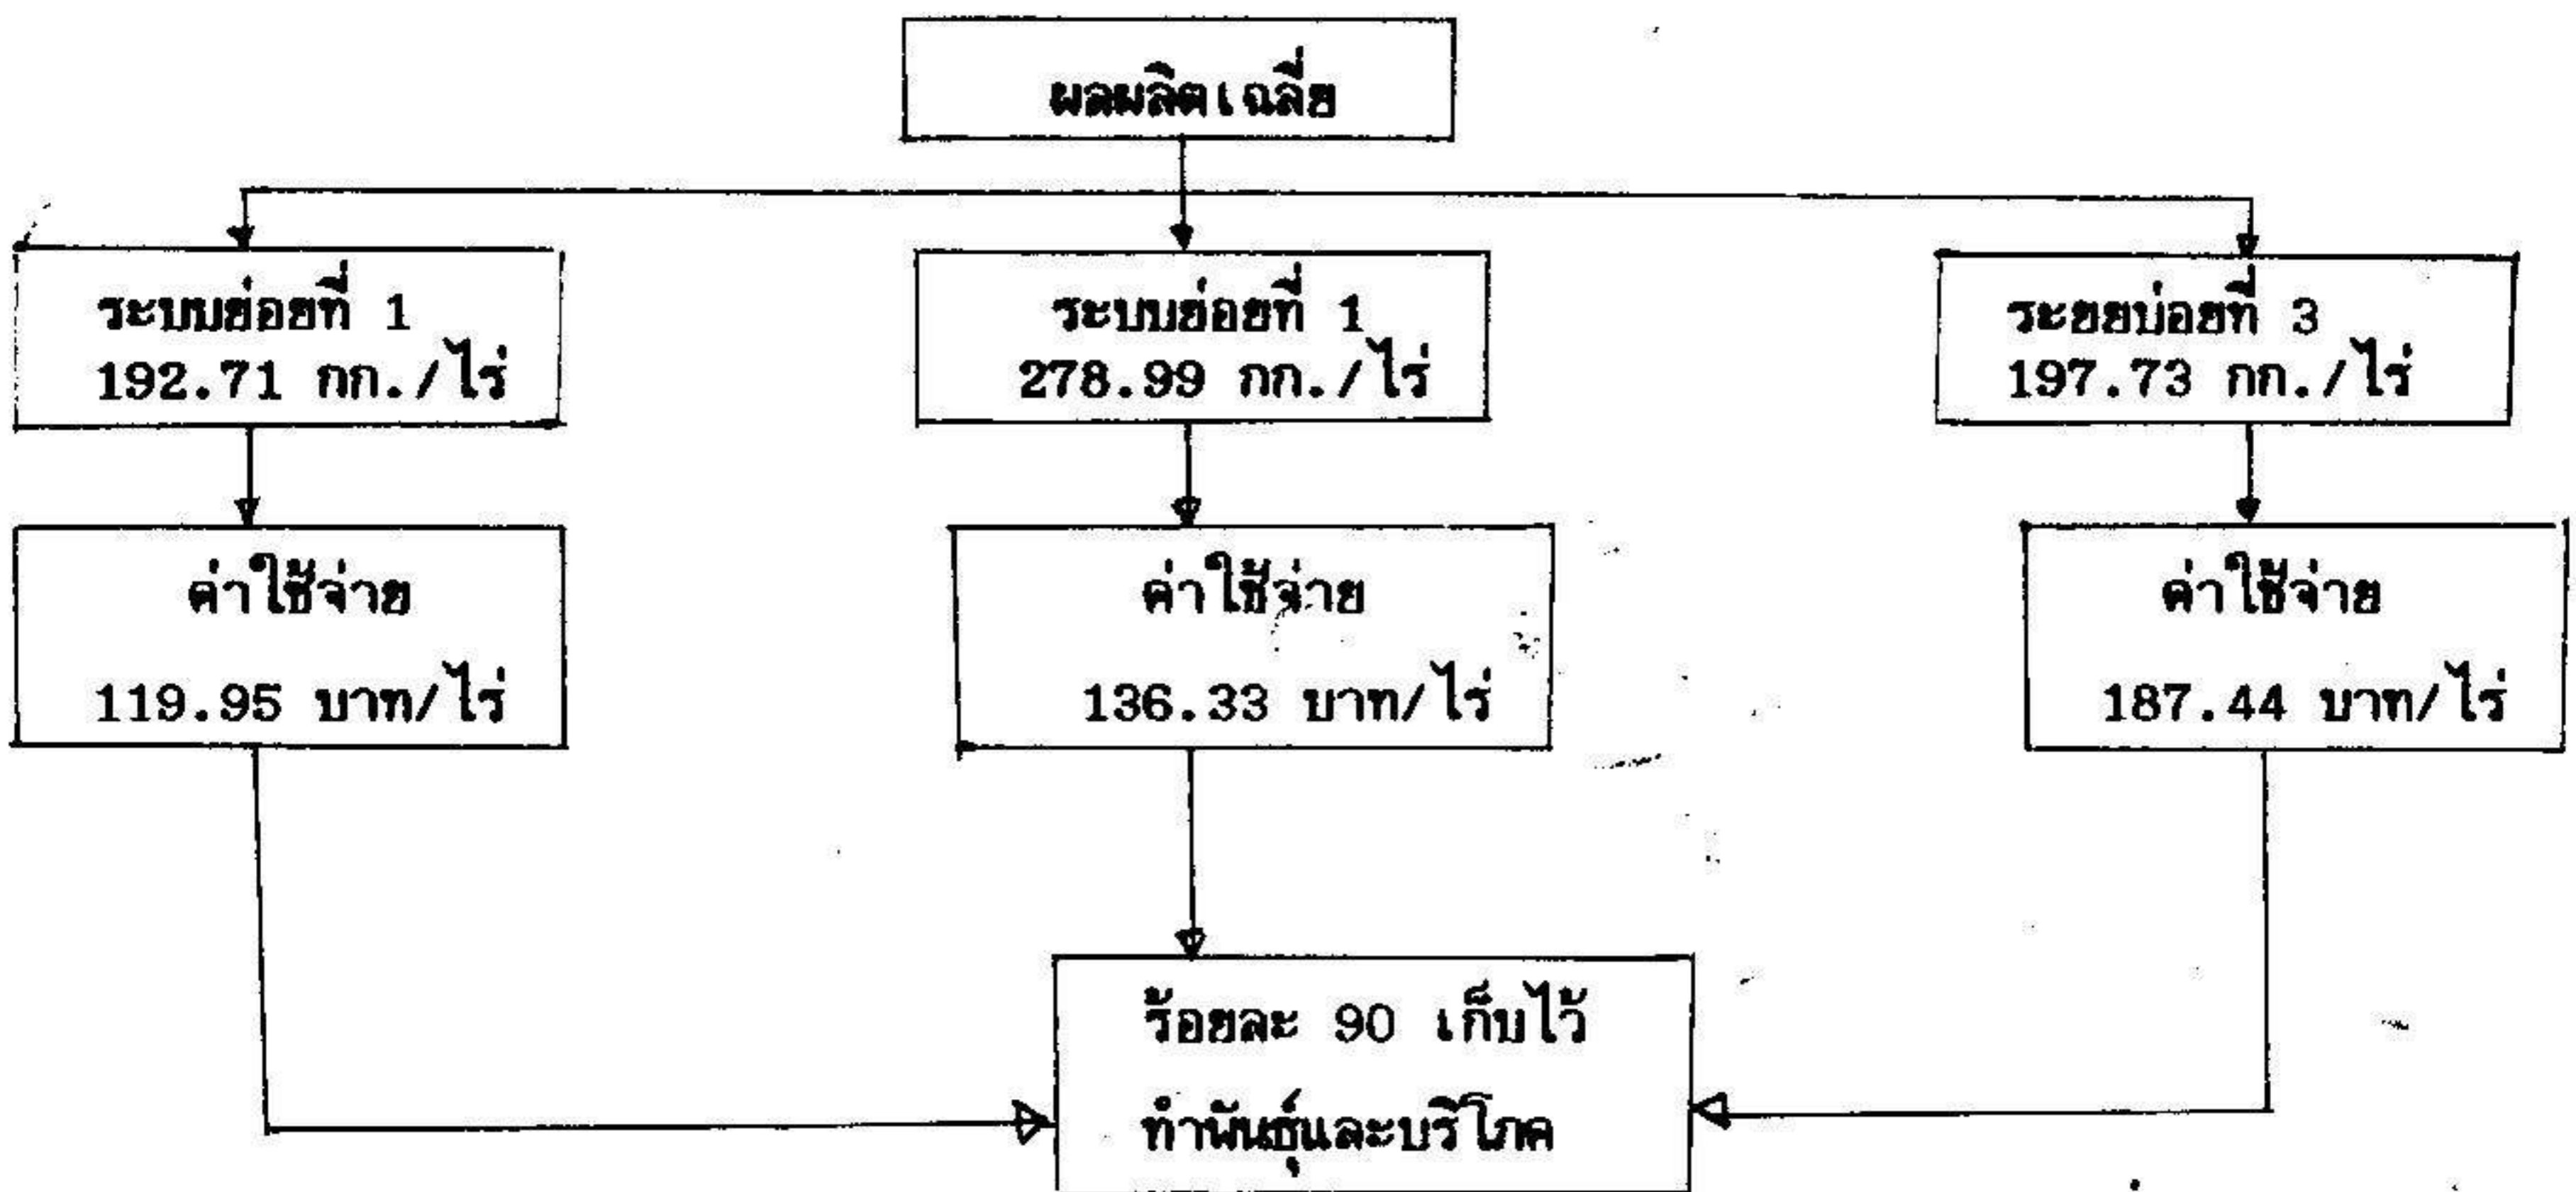 ผลผลิตเฉลี่ย
ระบบย่อยที่ 1
192.71 กก./ไร่
ระบบย่อยที่ 1
278.99 กก./ไร่
ระยยบ่อยที่ 3
197.73 กก./ไร่
ค่าใช้จ่าย
119.95 บาท/ไร่
ค่าใช้จ่าย
136.33 บาท/ไร่
ค่าใช้จ่าย
187.44 บาท/ไร่
ร้อยละ 90 เก็บไว้
ทำพันธุ์และบริโภค